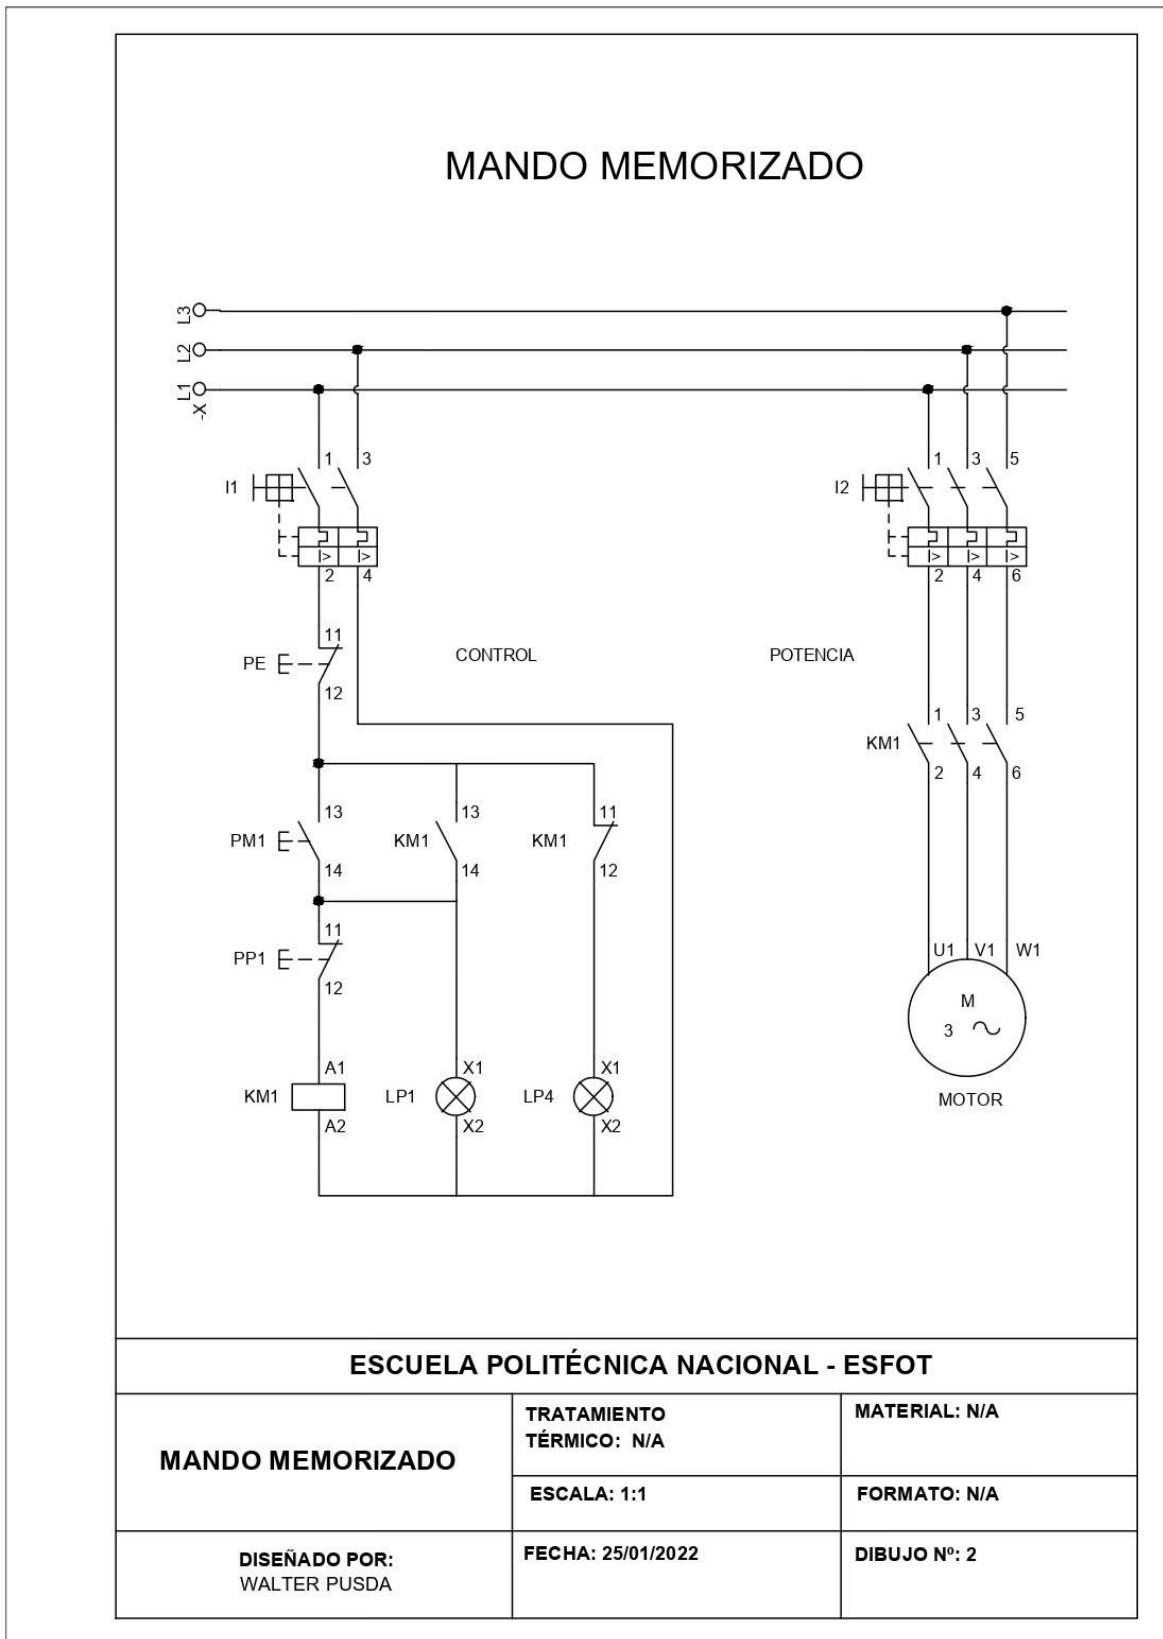 MANDO MEMORIZADO
L3
L2
L1
-X
1 3
I1
I> I>
2 4
1 3 5
I2
I> I> I>
2 4 6
11
PE
12
CONTROL
POTENCIA
1 3 5
KM1
2 4 6
13 13 11
PM1 KM1 KM1
14 14 12
11
PP1
12
U1 V1 W1
M
3
MOTOR
A1 X1 X1
KM1 LP1 LP4
A2 X2 X2
ESCUELA POLITÉCNICA NACIONAL - ESFOT
MANDO MEMORIZADO
TRATAMIENTO
TÉRMICO: N/A
MATERIAL: N/A
ESCALA: 1:1
FORMATO: N/A
DISEÑADO POR:
WALTER PUSDA
FECHA: 25/01/2022
DIBUJO Nº: 2